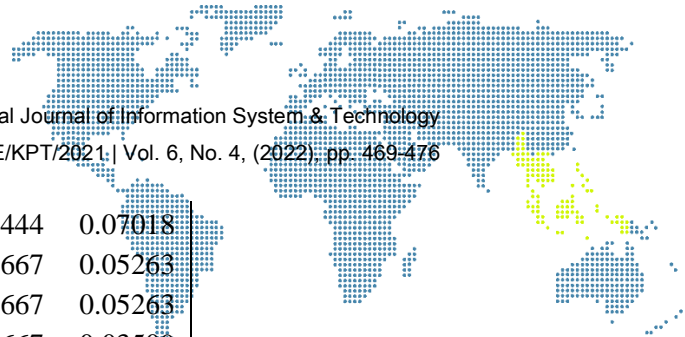 al Journal of Information System & Technology
E/KPT/2021 | Vol. 6, No. 4, (2022), pp. 469-476
444 0.07018
667 0.05263
667 0.05263